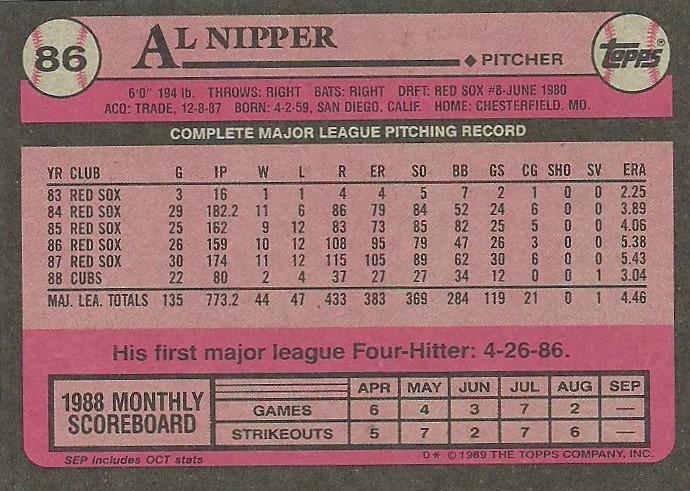 86
AL NIPPER
PITCHER
topps®
6'0" 194 lb. THROWS: RIGHT BATS: RIGHT DRFT: RED SOX #8-JUNE 1980
ACQ: TRADE, 12-8-87 BORN: 4-2-59, SAN DIEGO, CALIF. HOME: CHESTERFIELD, MO.
COMPLETE MAJOR LEAGUE PITCHING RECORD
YR CLUB G IP W L R ER SO BB GS CG SHO SV ERA
83 RED SOX 3 16 1 1 4 4 5 7 2 1 0 0 2.25
84 RED SOX 29 182.2 11 6 86 79 84 52 24 6 0 0 3.89
85 RED SOX 25 162 9 12 83 73 85 82 25 5 0 0 4.06
86 RED SOX 26 159 10 12 108 95 79 47 26 3 0 0 5.38
87 RED SOX 30 174 11 12 115 105 89 62 30 6 0 0 5.43
88 CUBS 22 80 2 4 37 27 27 34 12 0 0 1 3.04
MAJ. LEA. TOTALS 135 773.2 44 47 433 383 369 284 119 21 0 1 4.46
His first major league Four-Hitter: 4-26-86.
1988 MONTHLY SCOREBOARD
APR MAY JUN JUL AUG SEP
GAMES 6 4 3 7 2 —
STRIKEOUTS 5 7 2 7 6 —
SEP includes OCT stats
D* © 1989 THE TOPPS COMPANY, INC.